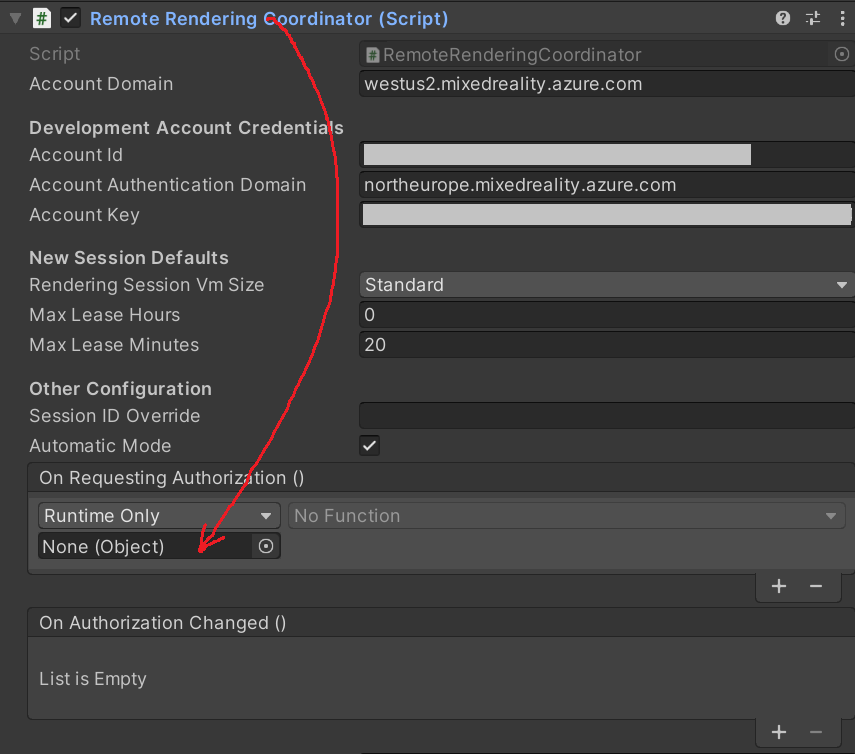 Remote Rendering Coordinator (Script)
Script RemoteRenderingCoordinator
Account Domain westus2.mixedreality.azure.com
Development Account Credentials
Account Id
Account Authentication Domain northeurope.mixedreality.azure.com
Account Key
New Session Defaults
Rendering Session Vm Size Standard
Max Lease Hours 0
Max Lease Minutes 20
Other Configuration
Session ID Override
Automatic Mode
On Requesting Authorization ()
Runtime Only No Function
None (Object)
On Authorization Changed ()
List is Empty